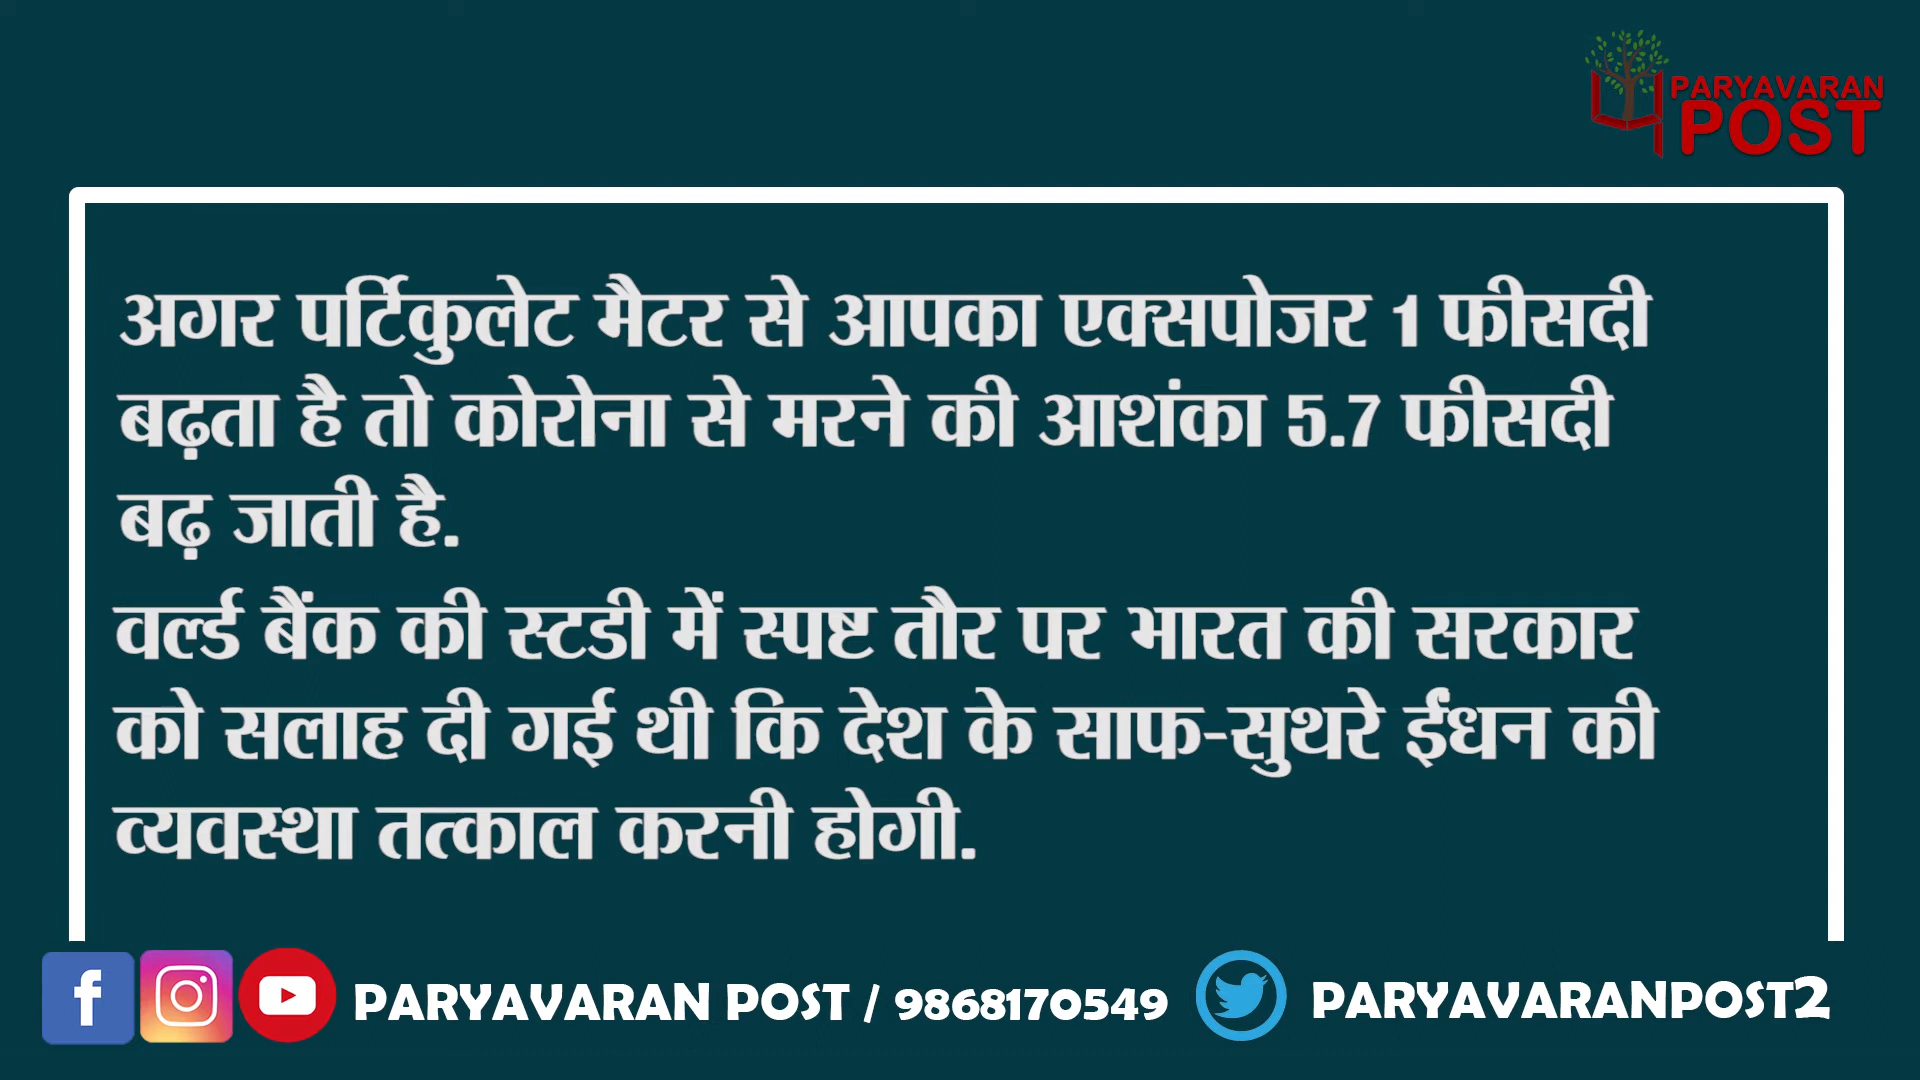 PARYAVARAN
POST
अगर पर्टिकुलेट मैटर से आपका एक्सपोजर 1 फीसदी
बढ़ता है तो कोरोना से मरने की आशंका 5.7 फीसदी
बढ़ जाती है.
वर्ल्ड बैंक की स्टडी में स्पष्ट तौर पर भारत की सरकार
को सलाह दी गई थी कि देश के साफ-सुथरे ईंधन की
व्यवस्था तत्काल करनी होगी.
PARYAVARAN POST / 9868170549 PARYAVARANPOST2